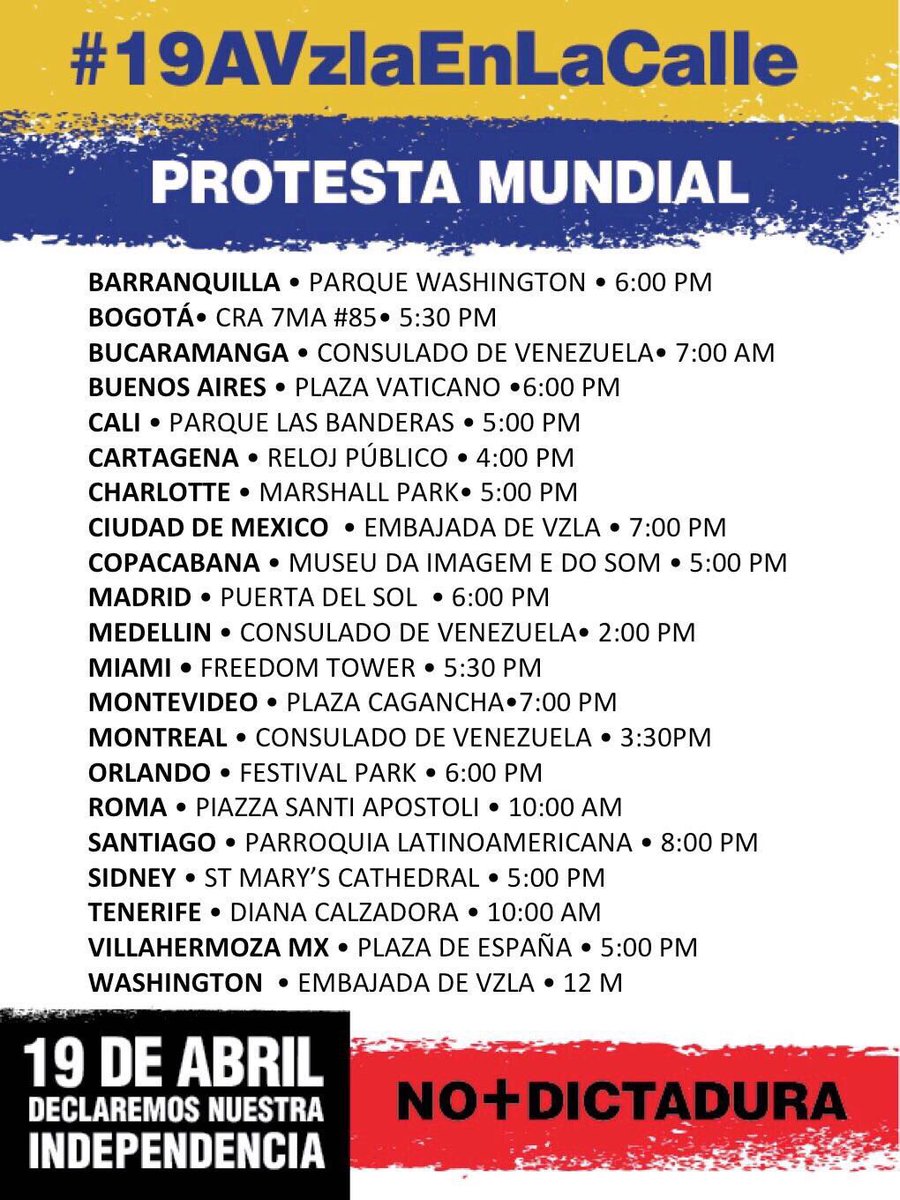 #19AVzlaEnLaCalle
PROTESTA MUNDIAL
BARRANQUILLA • PARQUE WASHINGTON • 6:00 PM
BOGOTÁ• CRA 7MA #85• 5:30 PM
BUCARAMANGA • CONSULADO DE VENEZUELA• 7:00 AM
BUENOS AIRES • PLAZA VATICANO •6:00 PM
CALI • PARQUE LAS BANDERAS • 5:00 PM
CARTAGENA • RELOJ PÚBLICO • 4:00 PM
CHARLOTTE • MARSHALL PARK• 5:00 PM
CIUDAD DE MEXICO • EMBAJADA DE VZLA • 7:00 PM
COPACABANA • MUSEU DA IMAGEM E DO SOM • 5:00 PM
MADRID • PUERTA DEL SOL • 6:00 PM
MEDELLIN • CONSULADO DE VENEZUELA• 2:00 PM
MIAMI • FREEDOM TOWER • 5:30 PM
MONTEVIDEO • PLAZA CAGANCHA•7:00 PM
MONTREAL • CONSULADO DE VENEZUELA • 3:30PM
ORLANDO • FESTIVAL PARK • 6:00 PM
ROMA • PIAZZA SANTI APOSTOLI • 10:00 AM
SANTIAGO • PARROQUIA LATINOAMERICANA • 8:00 PM
SIDNEY • ST MARY’S CATHEDRAL • 5:00 PM
TENERIFE • DIANA CALZADORA • 10:00 AM
VILLAHERMOZA MX • PLAZA DE ESPAÑA • 5:00 PM
WASHINGTON • EMBAJADA DE VZLA • 12 M
19 DE ABRIL
DECLAREMOS NUESTRA
INDEPENDENCIA
NO+DICTADURA